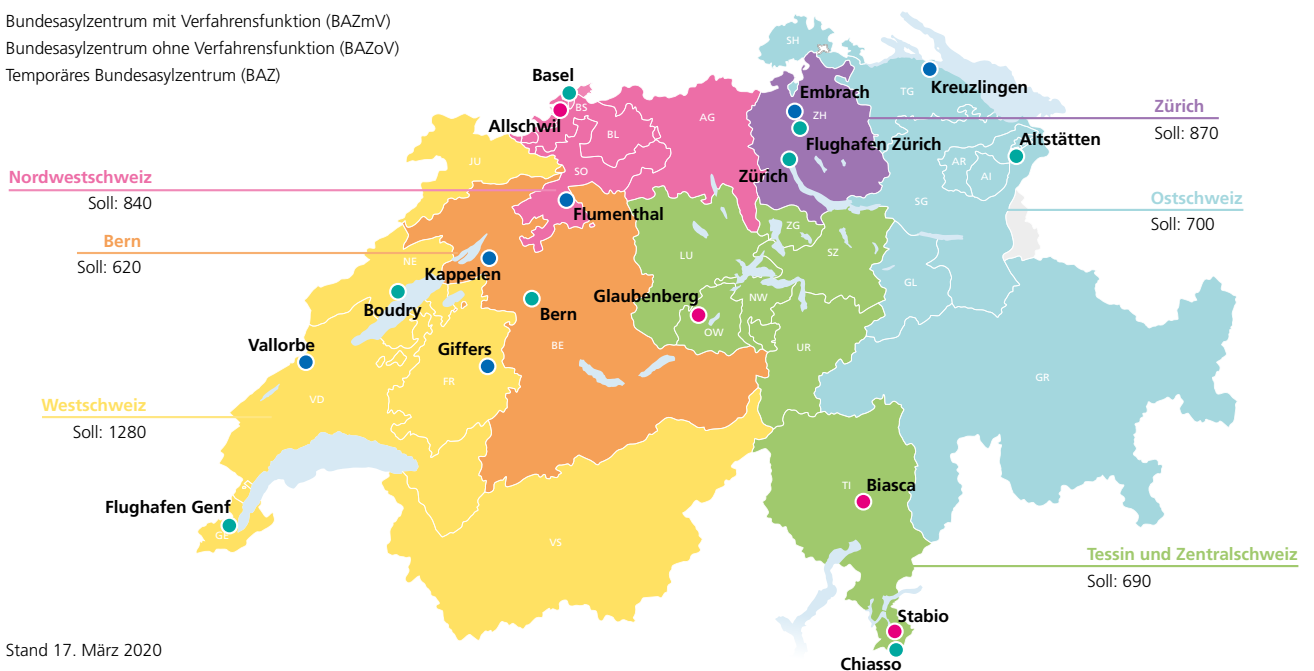 Bundesasylzentrum mit Verfahrensfunktion (BAZmV)
Bundesasylzentrum ohne Verfahrensfunktion (BAZoV)
Temporäres Bundesasylzentrum (BAZ)
SH
Basel
Kreuzlingen
TG
Embrach
ZH
Zürich
Soll: 870
BS
Allschwil
BL
AG
Flughafen Zürich
Altstätten
JU
SO
Zürich
AR
AI
Nordwestschweiz
Soll: 840
Flumenthal
SG
Ostschweiz
Soll: 700
Bern
Soll: 620
NE
Kappelen
LU
ZG
SZ
GL
Boudry
Bern
Glaubenberg
NW
OW
Vallorbe
Giffers
BE
UR
FR
GR
VD
Westschweiz
Soll: 1280
TI
Biasca
Flughafen Genf
GE
VS
Tessin und Zentralschweiz
Soll: 690
Stabio
Chiasso
Stand 17. März 2020